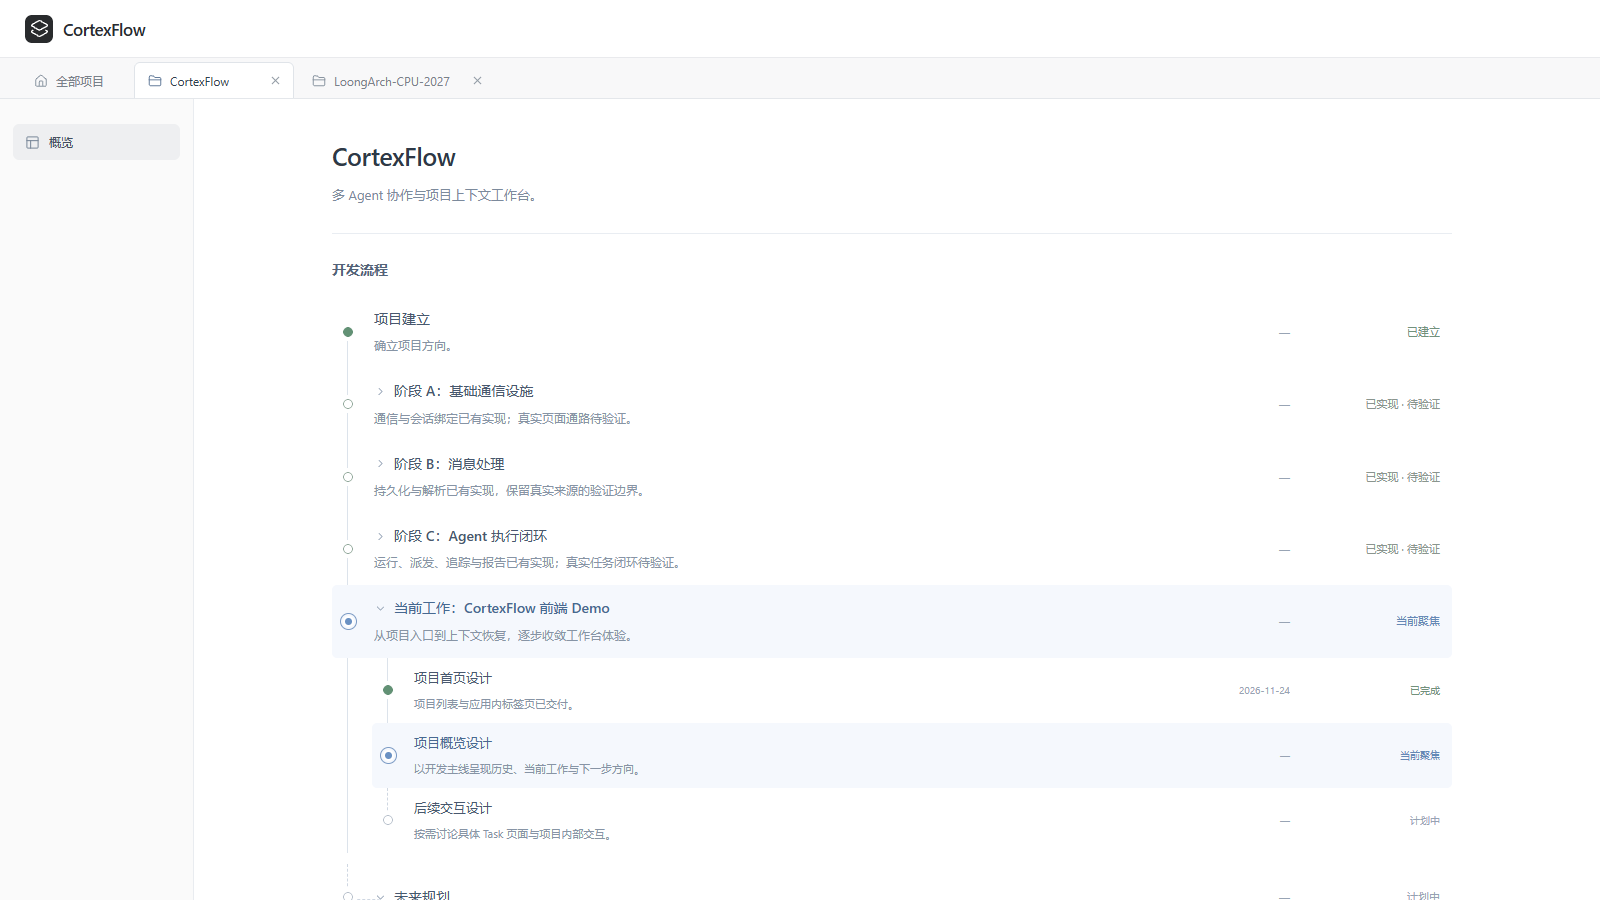 CortexFlow
全部项目
CortexFlow
LoongArch-CPU-2027
概览
CortexFlow
多 Agent 协作与项目上下文工作台。
开发流程
项目建立
确立项目方向。
—
已建立
阶段 A：基础通信设施
通信与会话绑定已有实现；真实页面通路待验证。
—
已实现 · 待验证
阶段 B：消息处理
持久化与解析已有实现，保留真实来源的验证边界。
—
已实现 · 待验证
阶段 C：Agent 执行闭环
运行、派发、追踪与报告已有实现；真实任务闭环待验证。
—
已实现 · 待验证
当前工作：CortexFlow 前端 Demo
从项目入口到上下文恢复，逐步收敛工作台体验。
—
当前聚焦
项目首页设计
项目列表与应用内标签页已交付。
2026-11-24
已完成
项目概览设计
以开发主线呈现历史、当前工作与下一步方向。
—
当前聚焦
后续交互设计
按需讨论具体 Task 页面与项目内部交互。
—
计划中
未来规划
—
计划中